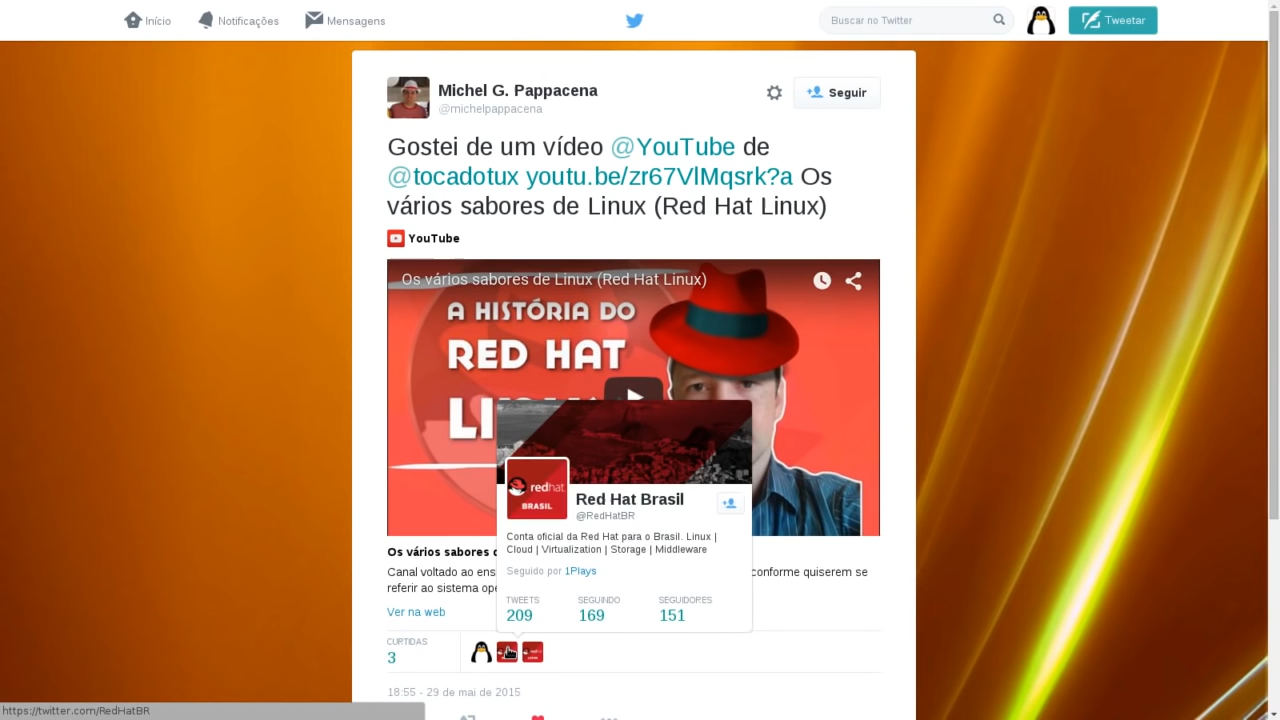 Início
Notificações
Mensagens
Buscar no Twitter
Tweetar
Michel G. Pappacena
@michelpappacena
Seguir
Gostei de um vídeo @YouTube de
@tocadotux youtu.be/zr67VlMqsrk?a Os
vários sabores de Linux (Red Hat Linux)
YouTube
Os vários sabores de Linux (Red Hat Linux)
A HISTÓRIA DO
RED HAT
redhat
BRASIL
Red Hat Brasil
@RedHatBR
Conta oficial da Red Hat para o Brasil. Linux |
Cloud | Virtualization | Storage | Middleware
Seguido por 1Plays
TWEETS
SEGUINDO
SEGUIDORES
209
169
151
Os vários sabores
Canal voltado ao ens
conforme quiserem se
referir ao sistema ope
Ver na web
CURTIDAS
3
18:55 - 29 de mai de 2015
https://twitter.com/RedHatBR